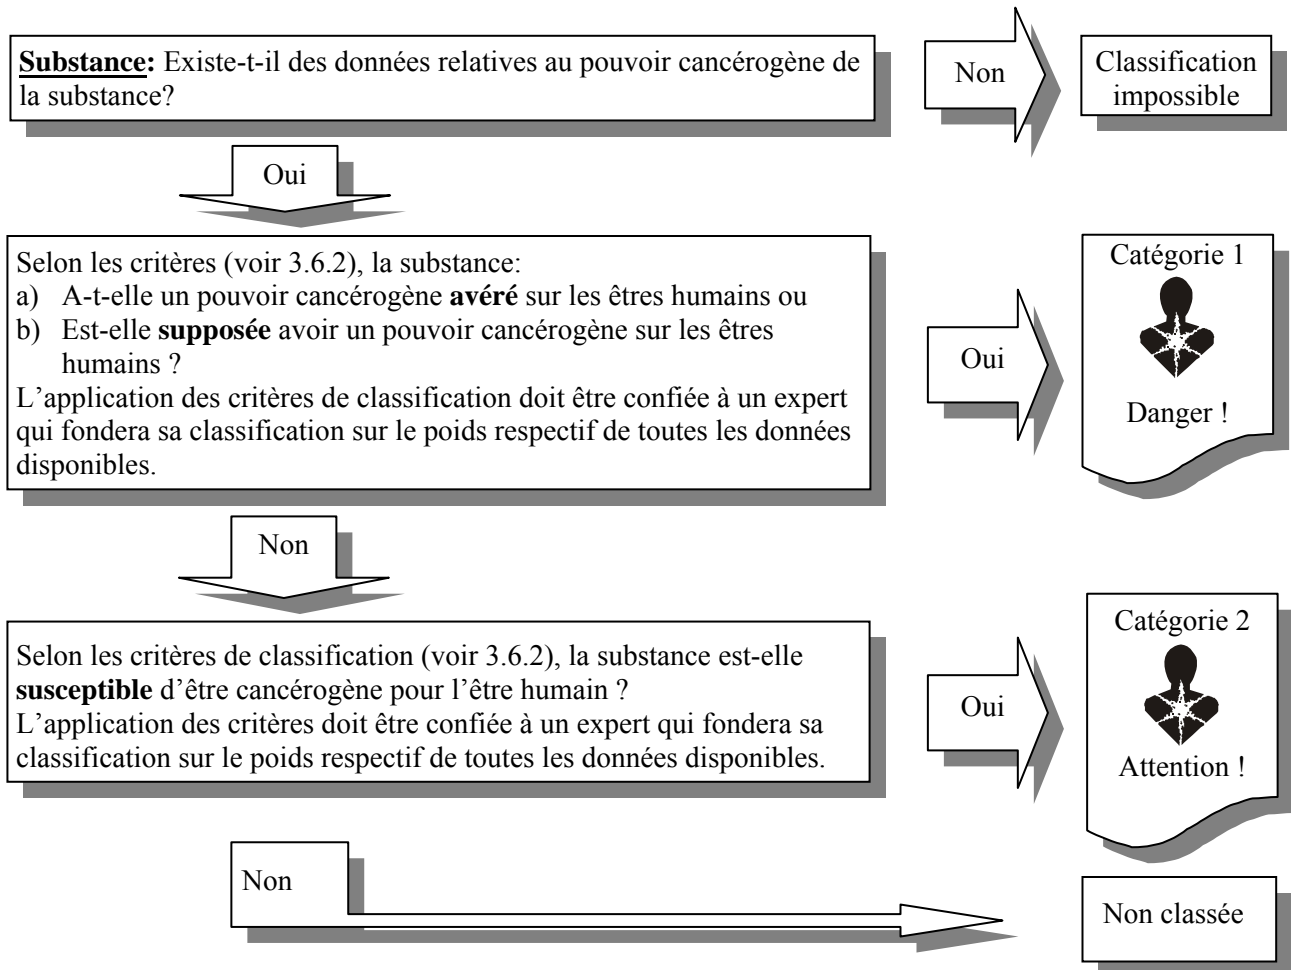 Substance: Existe-t-il des données relatives au pouvoir cancérogène de
la substance?
Non
Classification
impossible
Oui
Selon les critères (voir 3.6.2), la substance:
a) A-t-elle un pouvoir cancérogène avéré sur les êtres humains ou
b) Est-elle supposée avoir un pouvoir cancérogène sur les êtres
humains ?
L’application des critères de classification doit être confiée à un expert
qui fondera sa classification sur le poids respectif de toutes les données
disponibles.
Oui
Catégorie 1
Danger !
Non
Selon les critères de classification (voir 3.6.2), la substance est-elle
susceptible d’être cancérogène pour l’être humain ?
L’application des critères doit être confiée à un expert qui fondera sa
classification sur le poids respectif de toutes les données disponibles.
Oui
Catégorie 2
Attention !
Non
Non classée